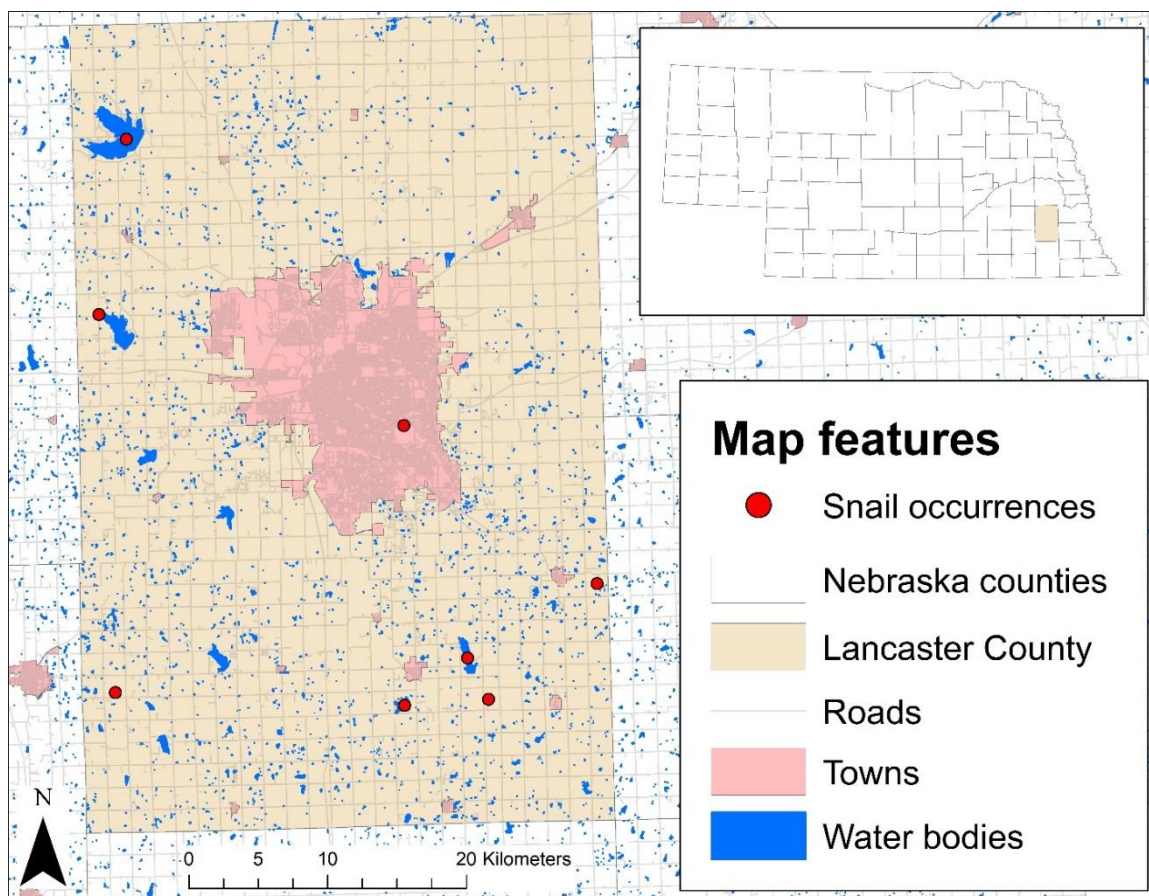 Map features
Snail occurrences
Nebraska counties
Lancaster County
Roads
Towns
Water bodies
N
0 5 10 20 Kilometers